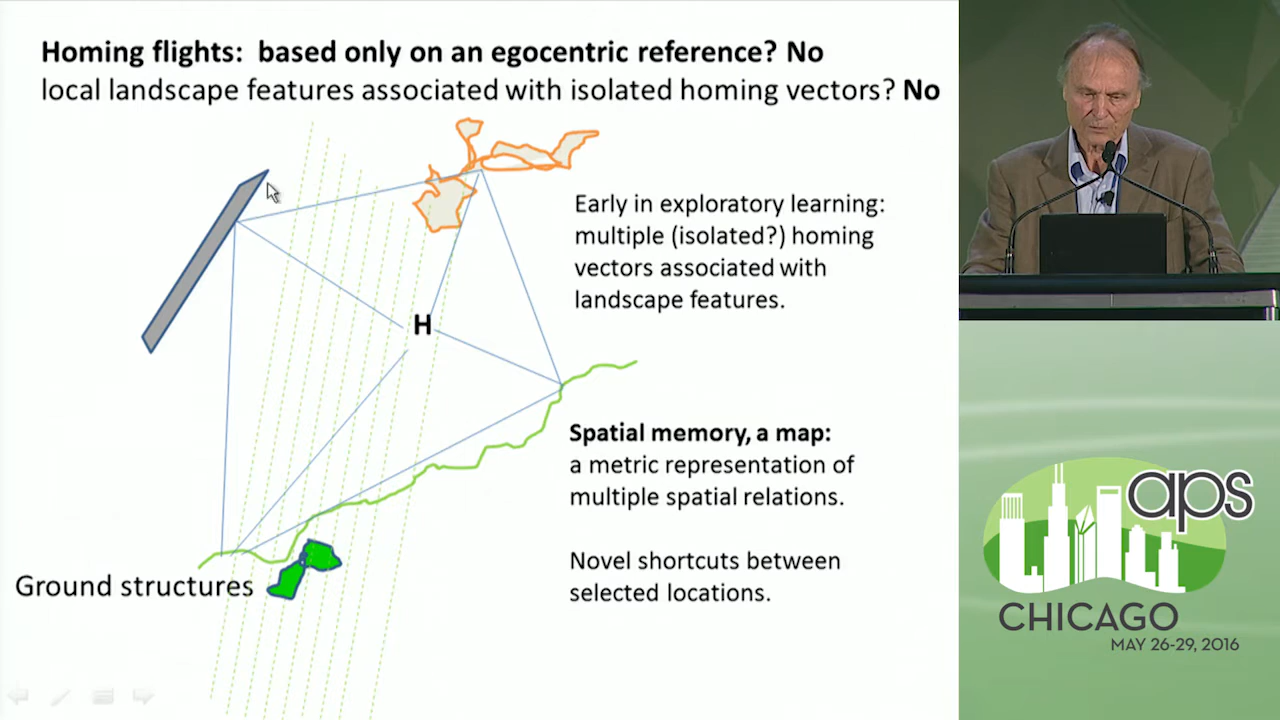 Homing flights: based only on an egocentric reference? No
local landscape features associated with isolated homing vectors? No
Early in exploratory learning:
multiple (isolated?) homing
vectors associated with
landscape features.
H
Spatial memory, a map:
a metric representation of
multiple spatial relations.
Novel shortcuts between
selected locations.
Ground structures
aps
CHICAGO
MAY 26-29, 2016